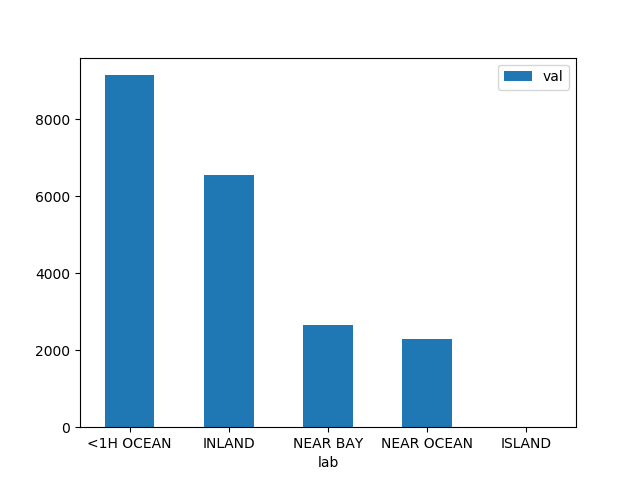 val
8000
6000
4000
2000
0
<1H OCEAN INLAND NEAR BAY NEAR OCEAN ISLAND
lab